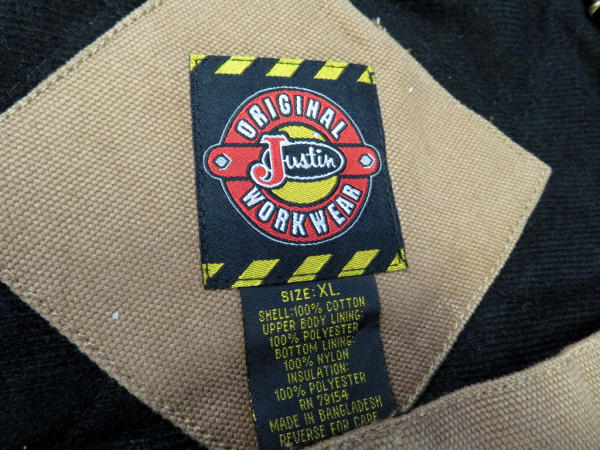 ORIGINAL
Justin
WORKWEAR
SIZE: XL.
SHELL:100% COTTON
UPPER BODY LINING:
100% POLYESTER
BOTTOM LINING:
100% NYLON
INSULATION:
100% POLYESTER
RN 79154
MADE IN BANGLADESH
REVERSE FOR CARE